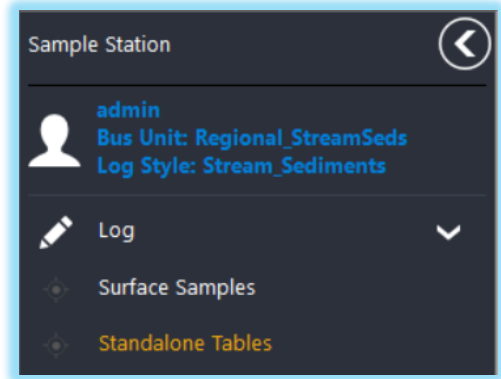 Sample Station
admin
Bus Unit: Regional_StreamSeds
Log Style: Stream_Sediments
Log
Surface Samples
Standalone Tables